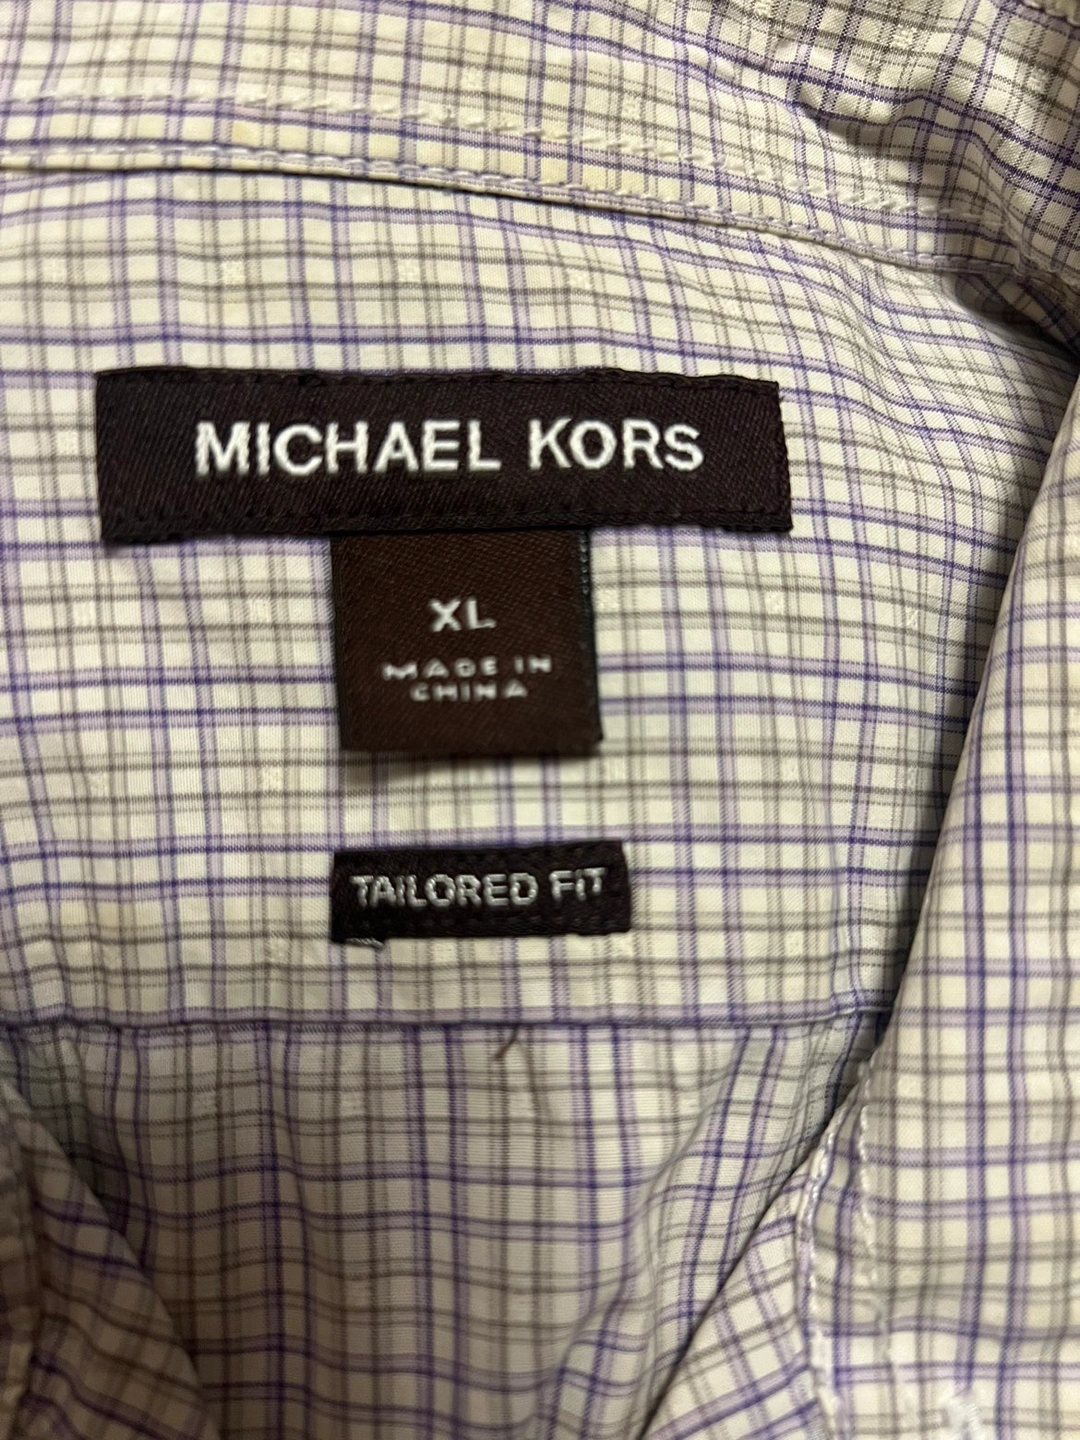 MICHAEL KORS
XL
MADE IN
CHINA
TAILORED FIT